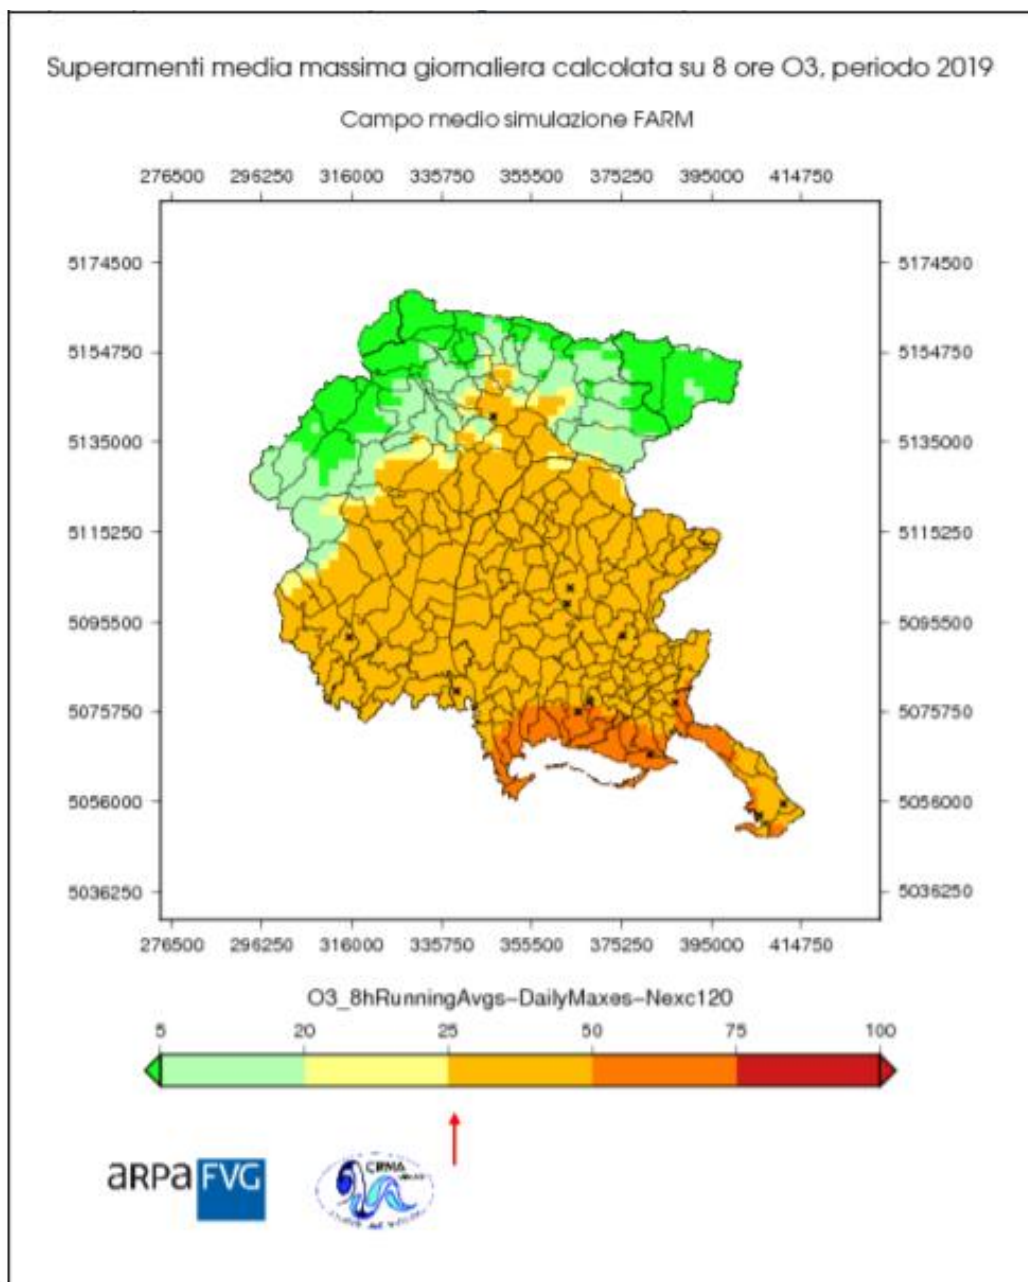 Superamenti media massima giornaliera calcolata su 8 ore O3, periodo 2019
Campo medio simulazione FARM
276500 296250 316000 335750 355500 375250 395000 414750
5174500 5174500
5154750 5154750
5135000 5135000
5115250 5115250
5095500 5095500
5075750 5075750
5056000 5056000
5036250 5036250
276500 296250 316000 335750 355500 375250 395000 414750
O3_8hRunningAvgs-DailyMaxes-Nexc120
5 20 25 50 75 100
arpa FVG
CRMA